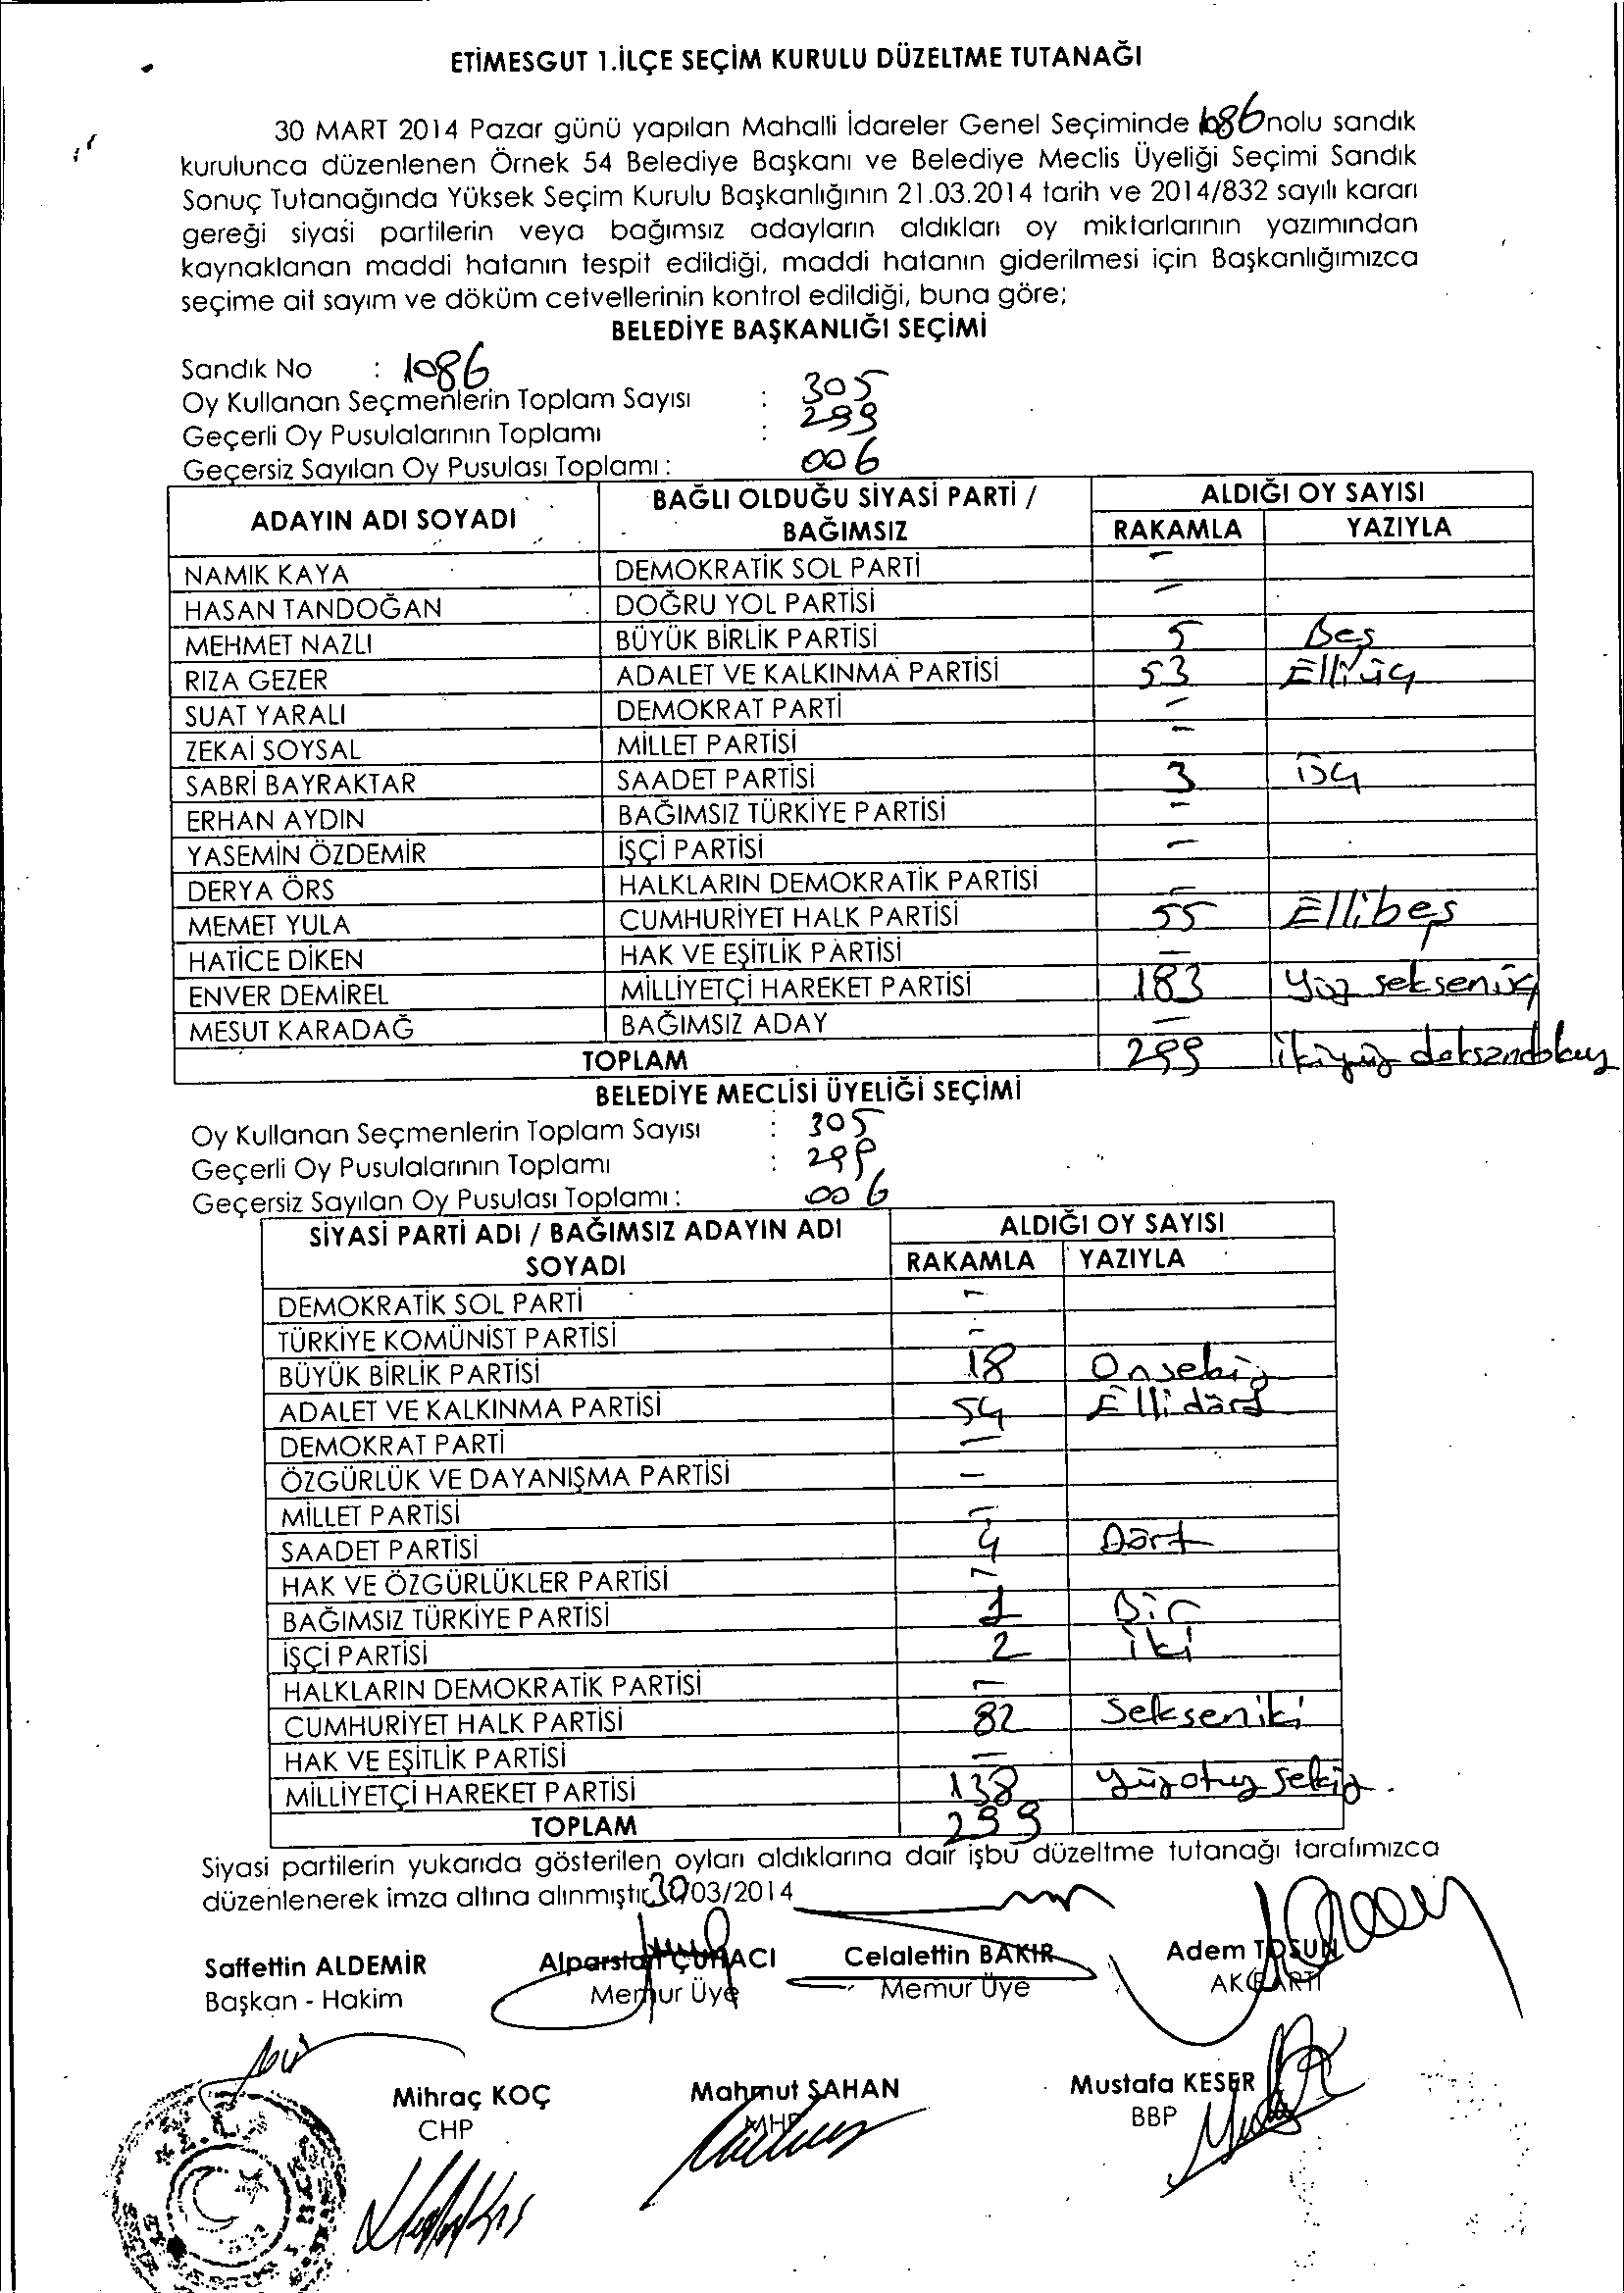 ETİMESGUT 1.İLÇE SEÇİM KURULU DÜZELTME TUTANAĞI
30 MART 2014 Pazar günü yapılan Mahalli İdareler Genel Seçiminde 1086 nolu sandık
kurulunca düzenlenen Örnek 54 Belediye Başkanı ve Belediye Meclis Üyeliği Seçimi Sandık
Sonuç Tutanağında Yüksek Seçim Kurulu Başkanlığının 21.03.2014 tarih ve 2014/832 sayılı kararı
gereği siyasi partilerin veya bağımsız adayların aldıkları oy miktarlarının yazımından
kaynaklanan maddi hatanın tespit edildiği, maddi hatanın giderilmesi için Başkanlığımızca
seçime ait sayım ve döküm cetvellerinin kontrol edildiği, buna göre;
BELEDİYE BAŞKANLIĞI SEÇİMİ
Sandık No : 1086
Oy Kullanan Seçmenlerin Toplam Sayısı : 305
Geçerli Oy Pusulalarının Toplamı : 299
Geçersiz Sayılan Oy Pusulası Toplamı : 006
ADAYIN ADI SOYADI BAĞLI OLDUĞU SİYASİ PARTİ / BAĞIMSIZ ALDIĞI OY SAYISI
RAKAMLA YAZIYLA
NAMIK KAYA DEMOKRATİK SOL PARTİ -
HASAN TANDOĞAN DOĞRU YOL PARTİSİ -
MEHMET NAZLI BÜYÜK BİRLİK PARTİSİ 5 Beş
RIZA GEZER ADALET VE KALKINMA PARTİSİ 53 Elliüç
SUAT YARALI DEMOKRAT PARTİ -
ZEKAİ SOYSAL MİLLET PARTİSİ -
SABRİ BAYRAKTAR SAADET PARTİSİ 3 üç
ERHAN AYDIN BAĞIMSIZ TÜRKİYE PARTİSİ -
YASEMİN ÖZDEMİR İŞÇİ PARTİSİ -
DERYA ÖRS HALKLARIN DEMOKRATİK PARTİSİ -
MEMET YULA CUMHURİYET HALK PARTİSİ 55 Ellibeş
HATİCE DİKEN HAK VE EŞİTLİK PARTİSİ -
ENVER DEMİREL MİLLİYETÇİ HAREKET PARTİSİ 183 Yüz seksenüç
MESUT KARADAĞ BAĞIMSIZ ADAY -
TOPLAM 299 ikiyüz doksandokuz
BELEDİYE MECLİSİ ÜYELİĞİ SEÇİMİ
Oy Kullanan Seçmenlerin Toplam Sayısı : 305
Geçerli Oy Pusulalarının Toplamı : 299
Geçersiz Sayılan Oy Pusulası Toplamı : 006
SİYASİ PARTİ ADI / BAĞIMSIZ ADAYIN ADI SOYADI ALDIĞI OY SAYISI
RAKAMLA YAZIYLA
DEMOKRATİK SOL PARTİ -
TÜRKİYE KOMÜNİST PARTİSİ -
BÜYÜK BİRLİK PARTİSİ 18 Onsekiz
ADALET VE KALKINMA PARTİSİ 54 Ellidört
DEMOKRAT PARTİ -
ÖZGÜRLÜK VE DAYANIŞMA PARTİSİ -
MİLLET PARTİSİ -
SAADET PARTİSİ 4 Dört
HAK VE ÖZGÜRLÜKLER PARTİSİ -
BAĞIMSIZ TÜRKİYE PARTİSİ 1 Bir
İŞÇİ PARTİSİ 2 iki
HALKLARIN DEMOKRATİK PARTİSİ -
CUMHURİYET HALK PARTİSİ 82 Sekseniki
HAK VE EŞİTLİK PARTİSİ -
MİLLİYETÇİ HAREKET PARTİSİ 138 yüzotuz sekiz
TOPLAM 299
Siyasi partilerin yukarıda gösterilen oyları aldıklarına dair işbu düzeltme tutanağı tarafımızca
düzenlenerek imza altına alınmıştır. 30/03/2014
Saffettin ALDEMİR Alparslan Celalettin BAKIR Adem TOSUN
Başkan - Hakim Memur Üye Memur Üye AK PARTİ
Mihraç KOÇ Mahmut ŞAHAN Mustafa KESER
CHP MHP BBP